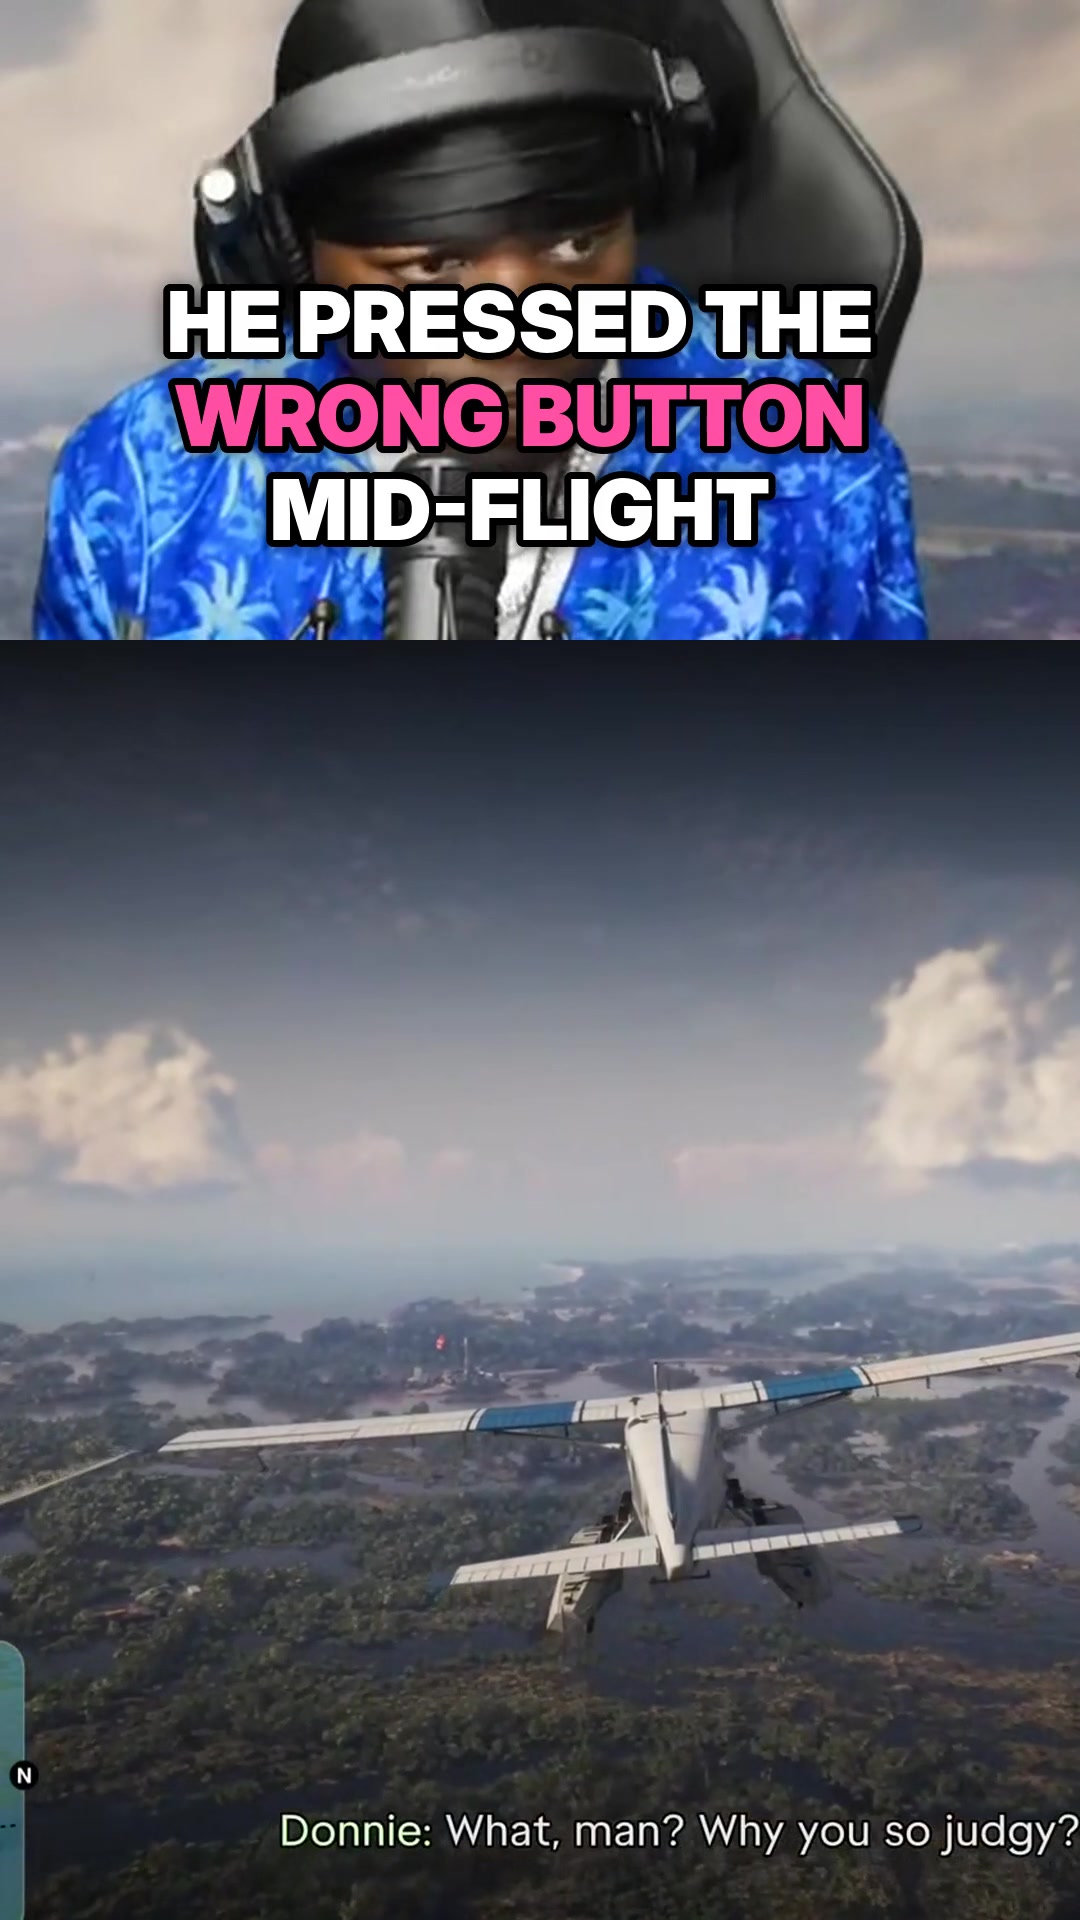 HE PRESSED THE
WRONG BUTTON
MID-FLIGHT
N
Donnie: What, man? Why you so judgy?